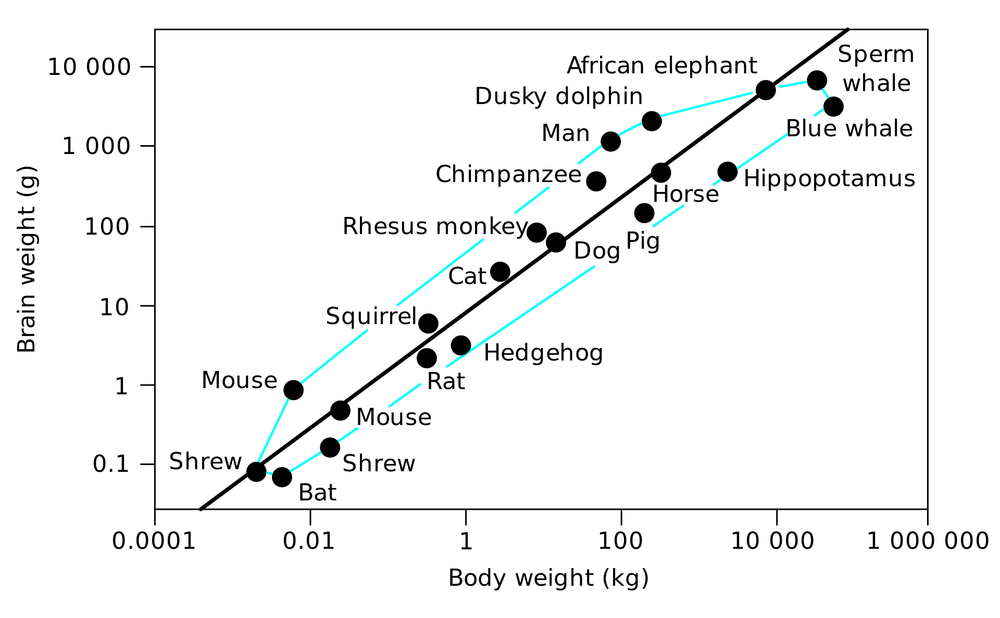 Sperm
whale
African elephant
10 000
Dusky dolphin
Man
Blue whale
1 000
Chimpanzee
Hippopotamus
Horse
Rhesus monkey
100
Pig
Dog
Cat
Brain weight (g)
10
Squirrel
Hedgehog
Mouse
Rat
1
Mouse
Shrew
0.1
Shrew
Bat
0.0001
0.01
1
100
10 000
1 000 000
Body weight (kg)